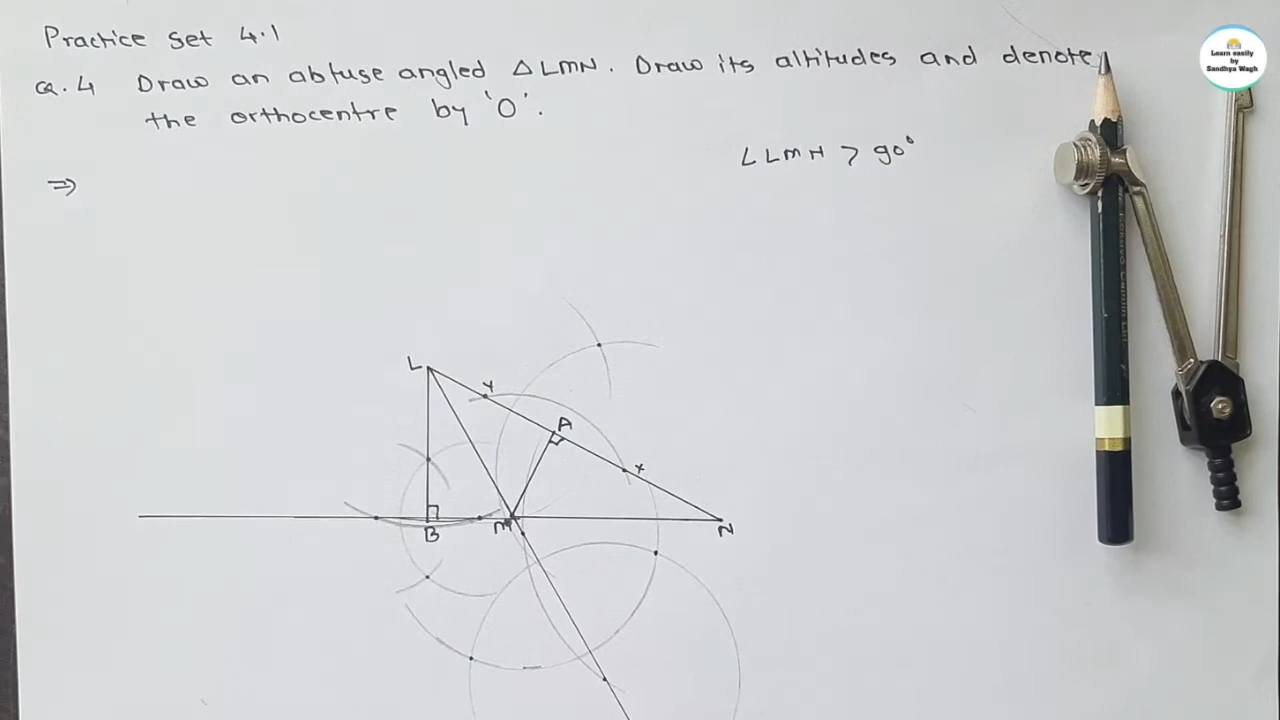 Practice set 4.1
Q.4 Draw an obtuse angled △LMN. Draw its altitudes and denote
the orthocentre by 'O'.
∠LMN > 90°
⇒
L
Y
A
X
B
M
N
Learn easily
by
Sandhya Wagh